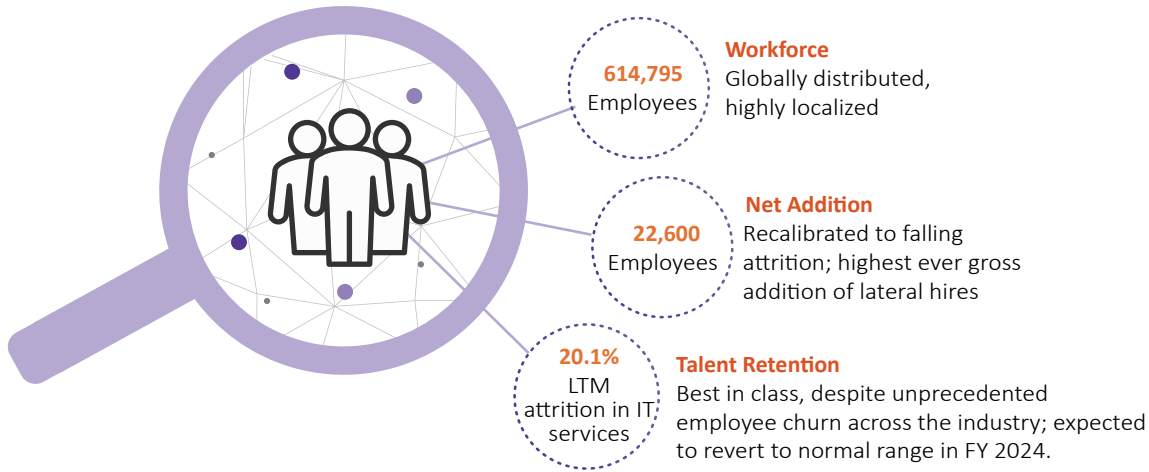 614,795
Employees
Workforce
Globally distributed,
highly localized
22,600
Employees
Net Addition
Recalibrated to falling
attrition; highest ever gross
addition of lateral hires
20.1%
LTM
attrition in IT
services
Talent Retention
Best in class, despite unprecedented
employee churn across the industry; expected
to revert to normal range in FY 2024.